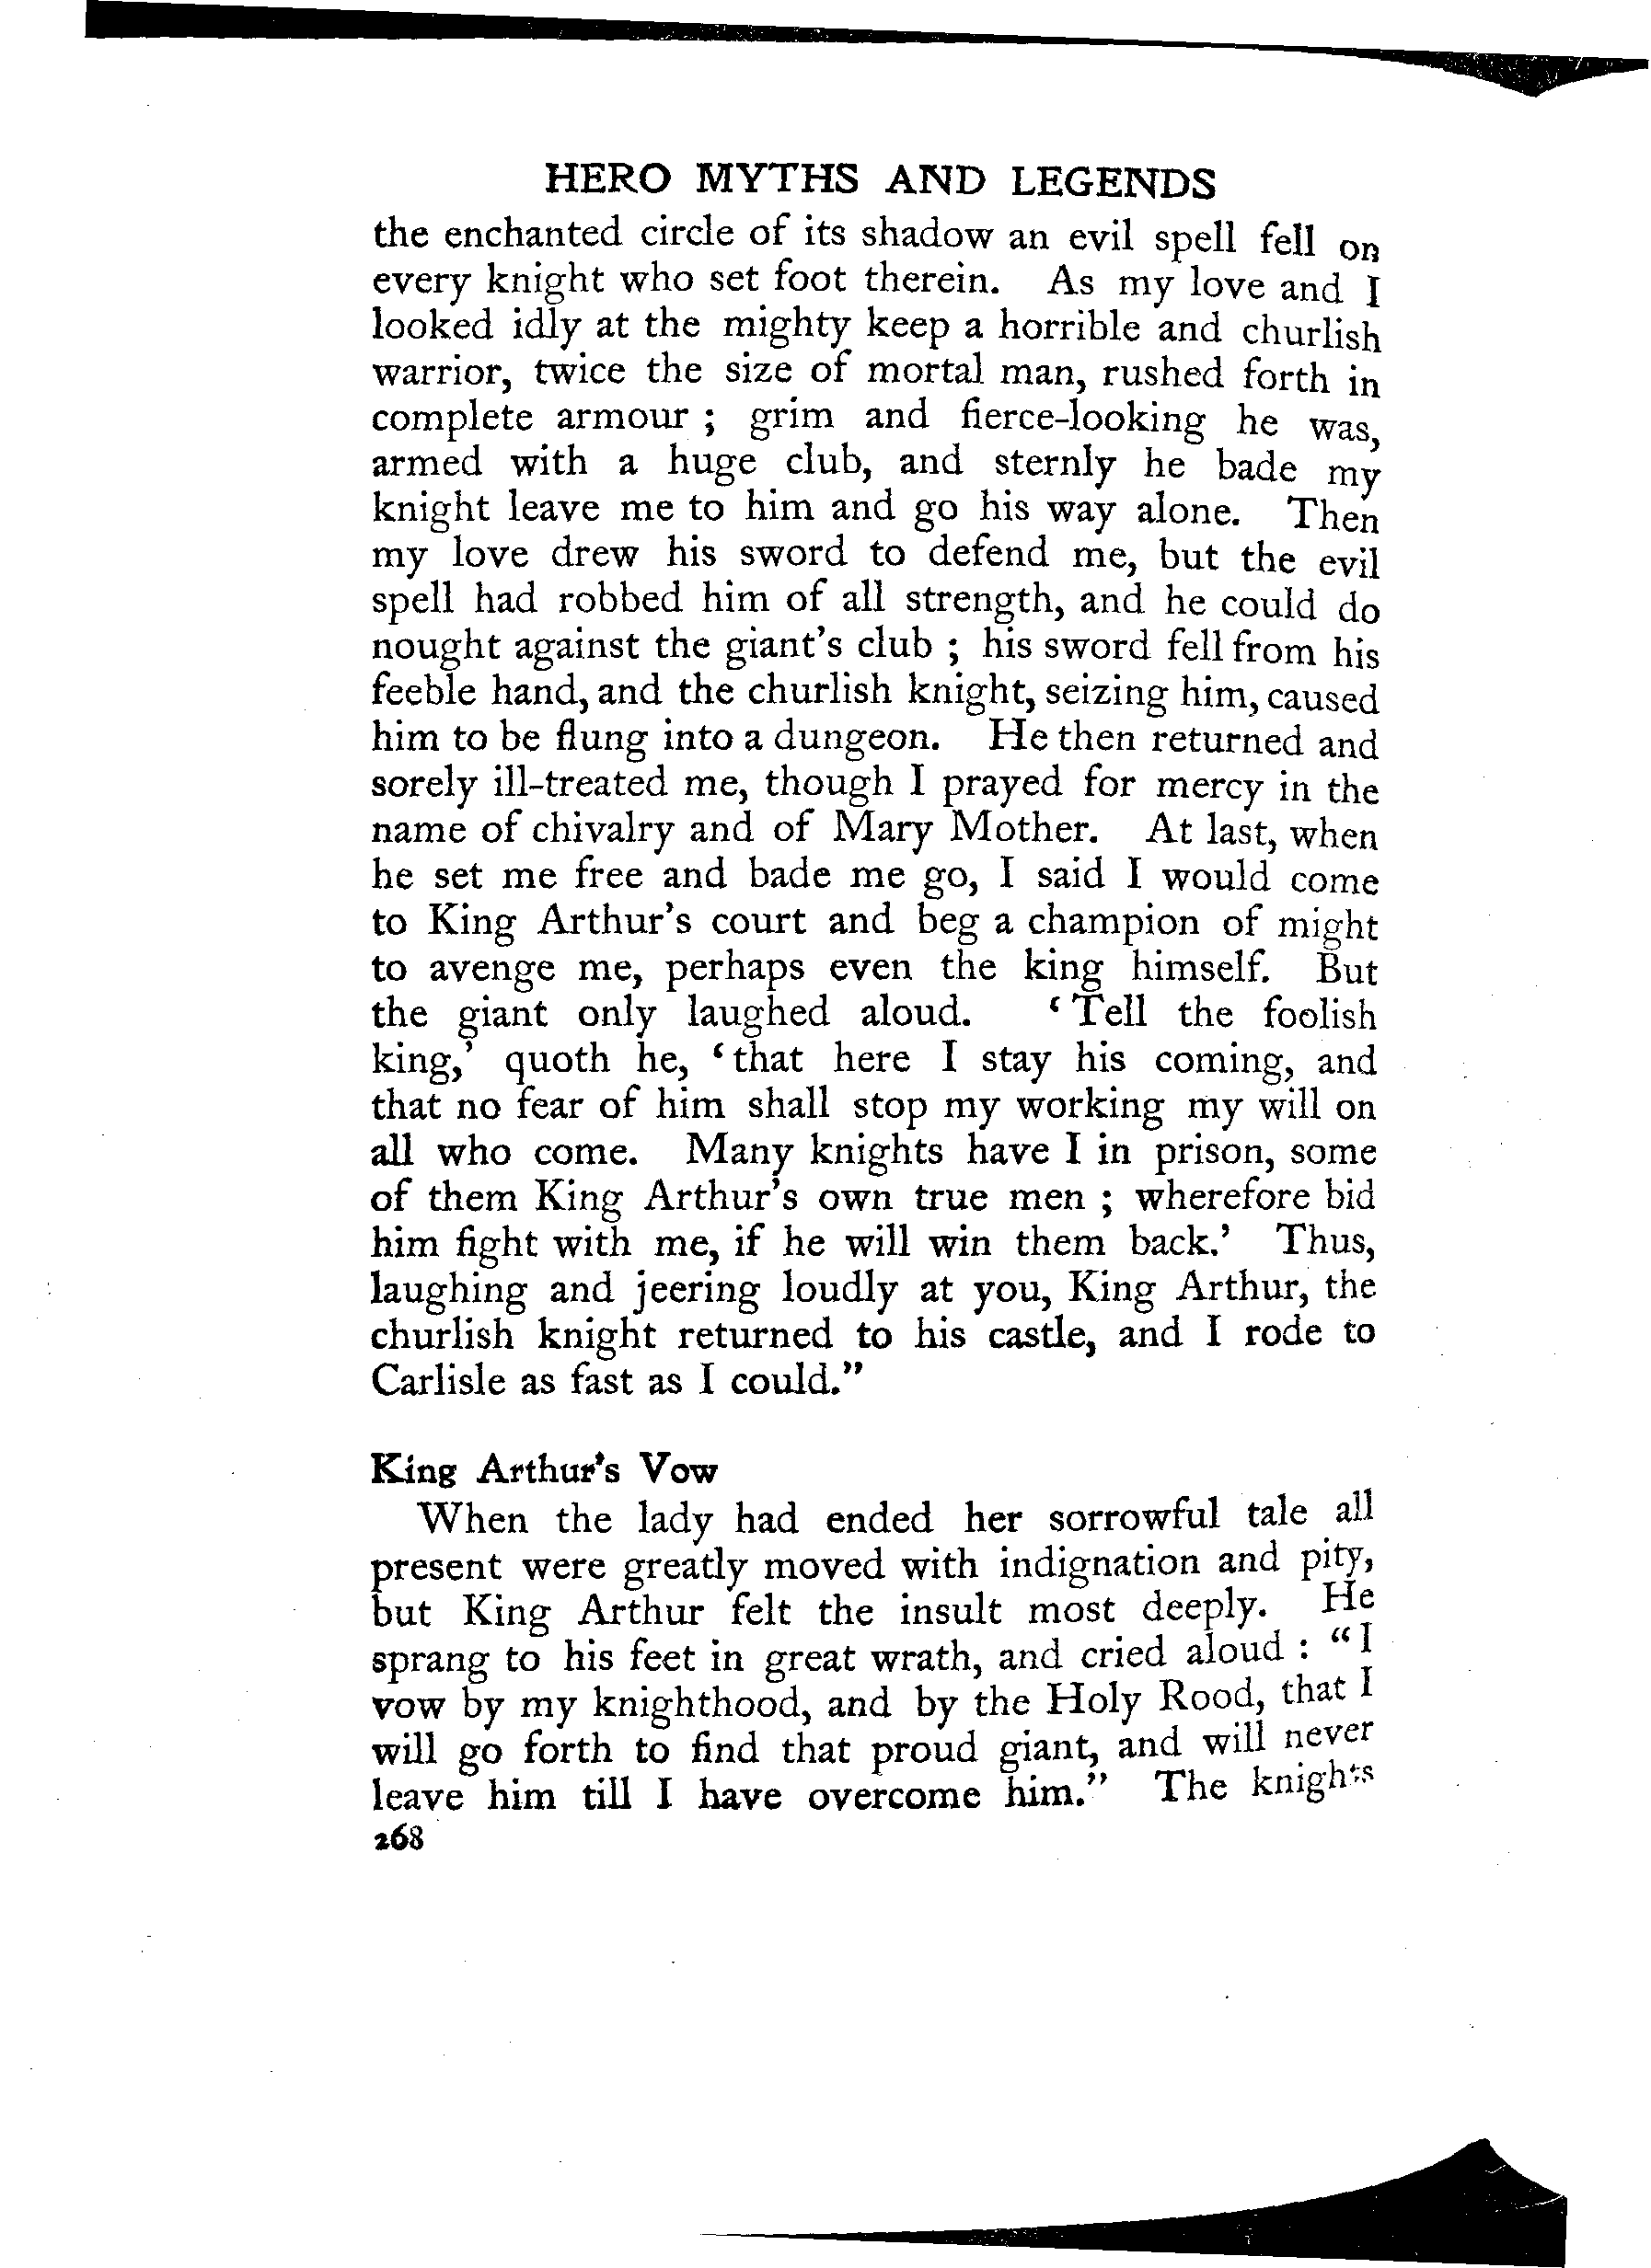 HERO MYTHS AND LEGENDS
the enchanted circle of its shadow an evil spell fell on
every knight who set foot therein. As my love and I
looked idly at the mighty keep a horrible and churlish
warrior, twice the size of mortal man, rushed forth in
complete armour ; grim and fierce-looking he was,
armed with a huge club, and sternly he bade my
knight leave me to him and go his way alone. Then
my love drew his sword to defend me, but the evil
spell had robbed him of all strength, and he could do
nought against the giant's club ; his sword fell from his
feeble hand, and the churlish knight, seizing him, caused
him to be flung into a dungeon. He then returned and
sorely ill-treated me, though I prayed for mercy in the
name of chivalry and of Mary Mother. At last, when
he set me free and bade me go, I said I would come
to King Arthur's court and beg a champion of might
to avenge me, perhaps even the king himself. But
the giant only laughed aloud. ‘Tell the foolish
king,’ quoth he, ‘that here I stay his coming, and
that no fear of him shall stop my working my will on
all who come. Many knights have I in prison, some
of them King Arthur's own true men ; wherefore bid
him fight with me, if he will win them back.’ Thus,
laughing and jeering loudly at you, King Arthur, the
churlish knight returned to his castle, and I rode to
Carlisle as fast as I could.”
King Arthur's Vow
When the lady had ended her sorrowful tale all
present were greatly moved with indignation and pity,
but King Arthur felt the insult most deeply. He
sprang to his feet in great wrath, and cried aloud : “I
vow by my knighthood, and by the Holy Rood, that I
will go forth to find that proud giant, and will never
leave him till I have overcome him.” The knights
268